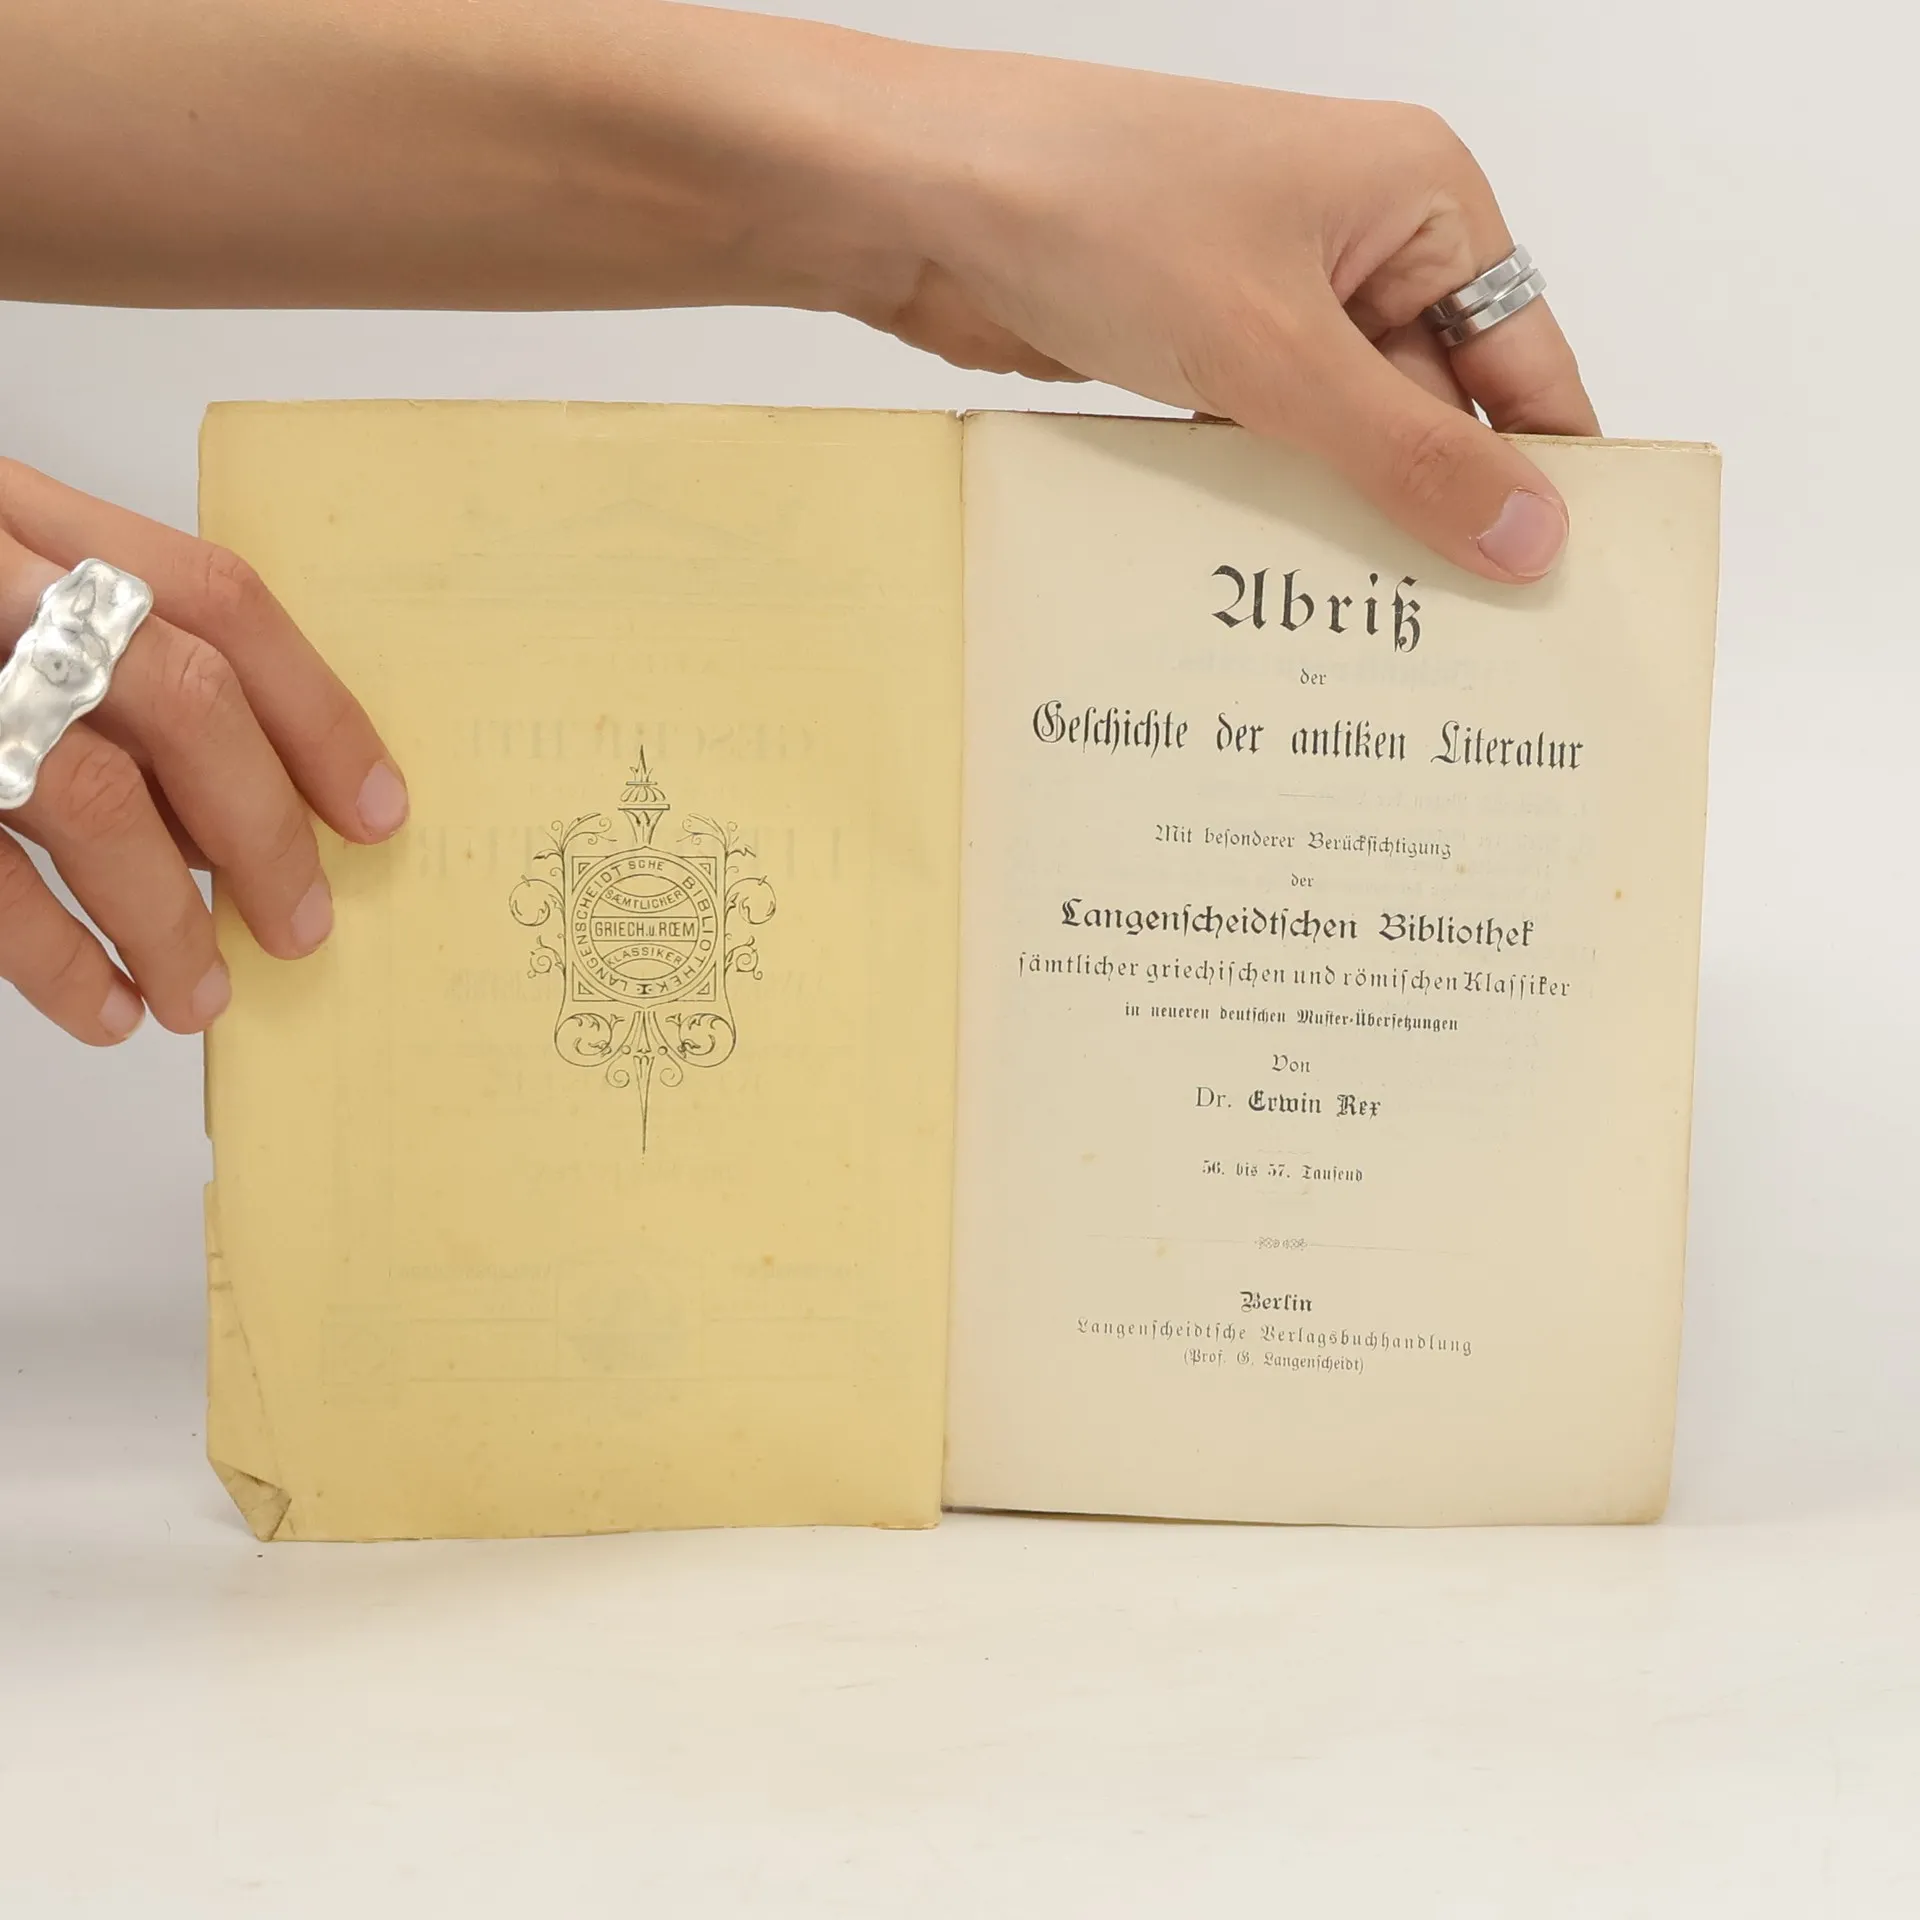 LANGENSCHEIDT'SCHE BIBLIOTHEK
SÆMTLICHER
GRIECH. u. RŒM
KLASSIKER
Abriß
der
Geschichte der antiken Literatur
Mit besonderer Berücksichtigung
der
Langenscheidtschen Bibliothek
sämtlicher griechischen und römischen Klassiker
in neueren deutschen Muster-Übersetzungen
Von
Dr. Erwin Rex
56. bis 57. Tausend
Berlin
Langenscheidtsche Verlagsbuchhandlung
(Prof. G. Langenscheidt)